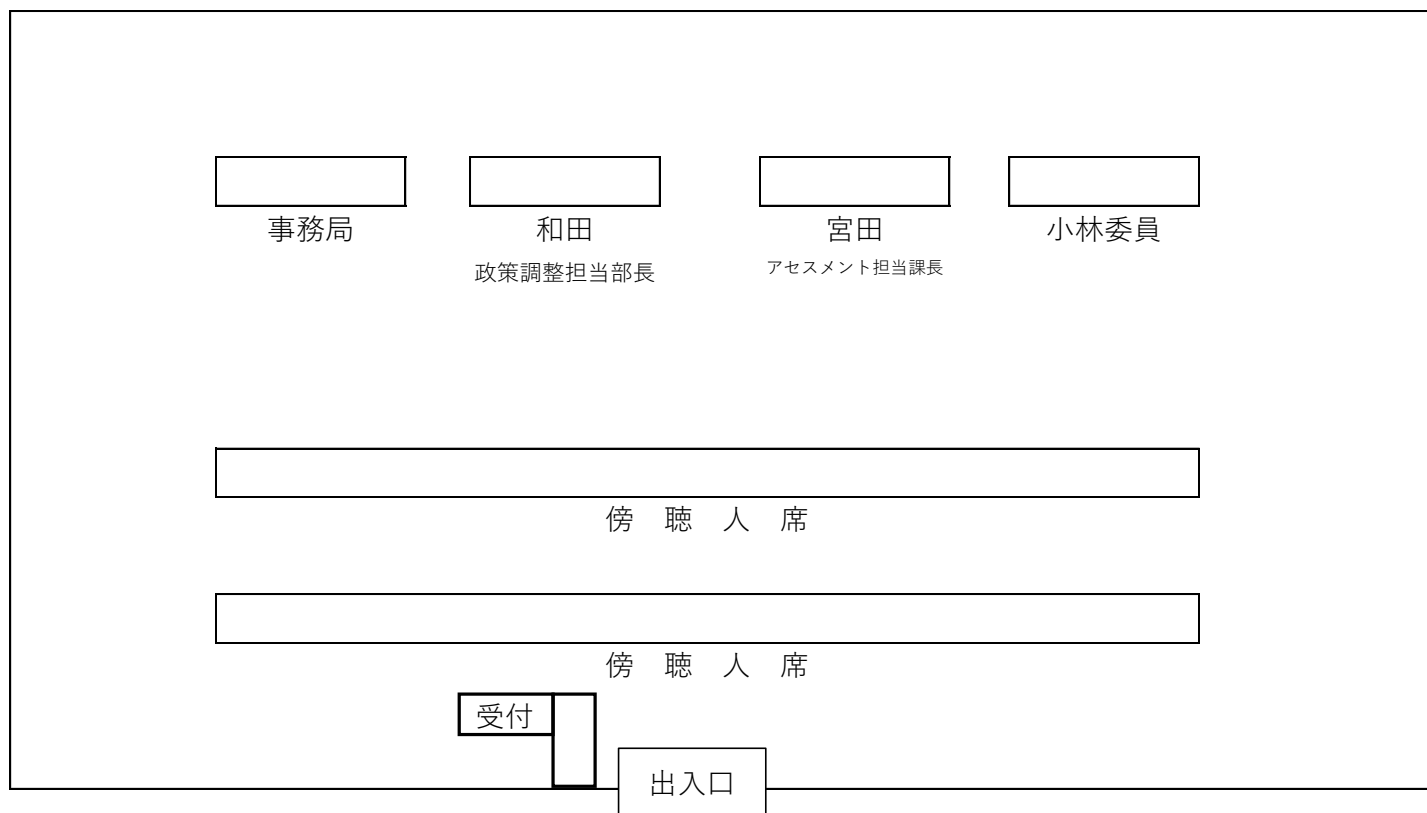 事務局
和田
宮田
小林委員
政策調整担当部長
アセスメント担当課長
傍聴人席
傍聴人席
受付
出入口